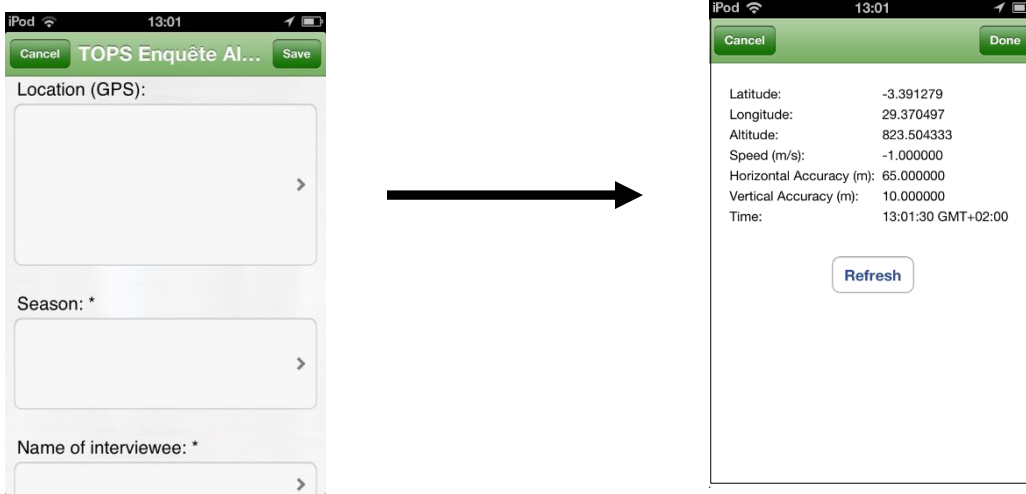 iPod 13:01
Cancel TOPS Enquête Al... Save
Location (GPS):
Season: *
Name of interviewee: *
iPod 13:01
Cancel Done
Latitude: -3.391279
Longitude: 29.370497
Altitude: 823.504333
Speed (m/s): -1.000000
Horizontal Accuracy (m): 65.000000
Vertical Accuracy (m): 10.000000
Time: 13:01:30 GMT+02:00
Refresh